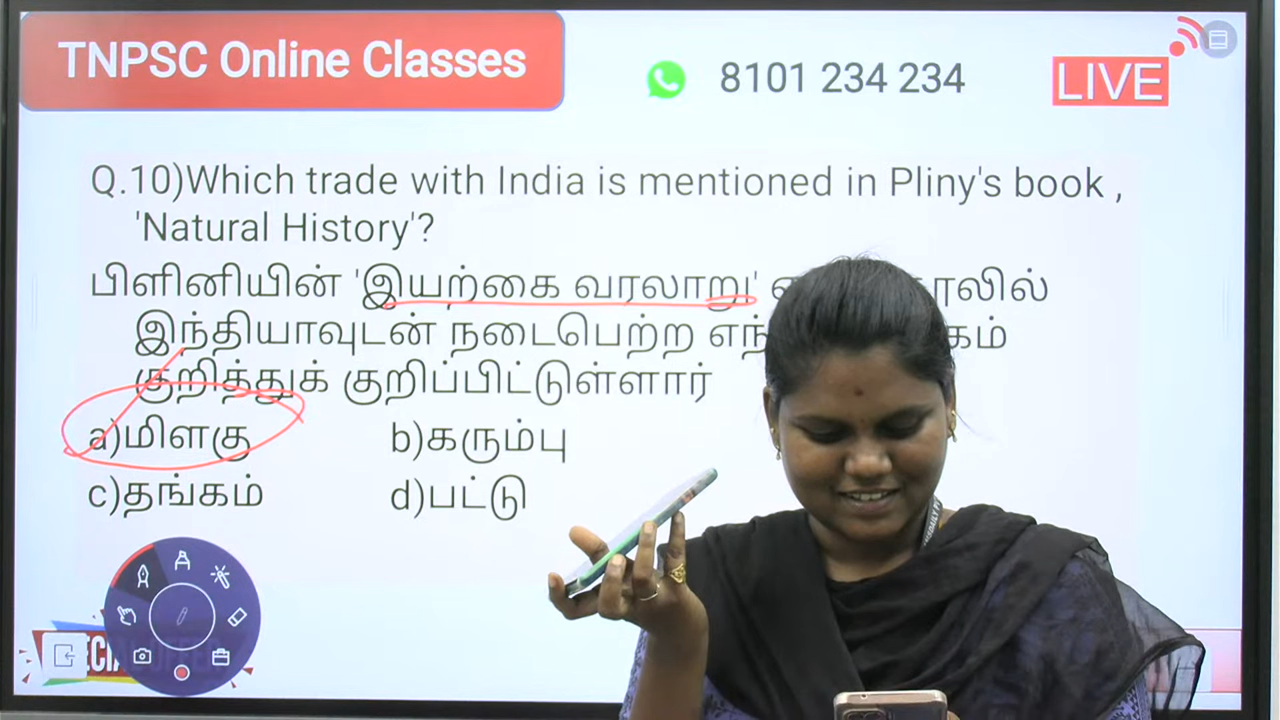 TNPSC Online Classes
8101 234 234
LIVE
Q.10)Which trade with India is mentioned in Pliny's book ,
'Natural History'?
பிளினியின் 'இயற்கை வரலாறு'
இந்தியாவுடன் நடைபெற்ற
குறித்துக் குறிப்பிட்டுள்ளார்
a)மிளகு b)கரும்பு
c)தங்கம் d)பட்டு